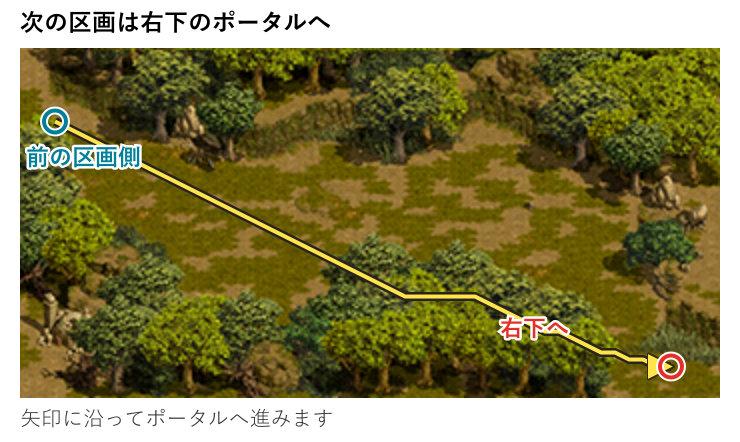 次の区画は右下のポータルへ
前の区画側
右下へ
矢印に沿ってポータルへ進みます